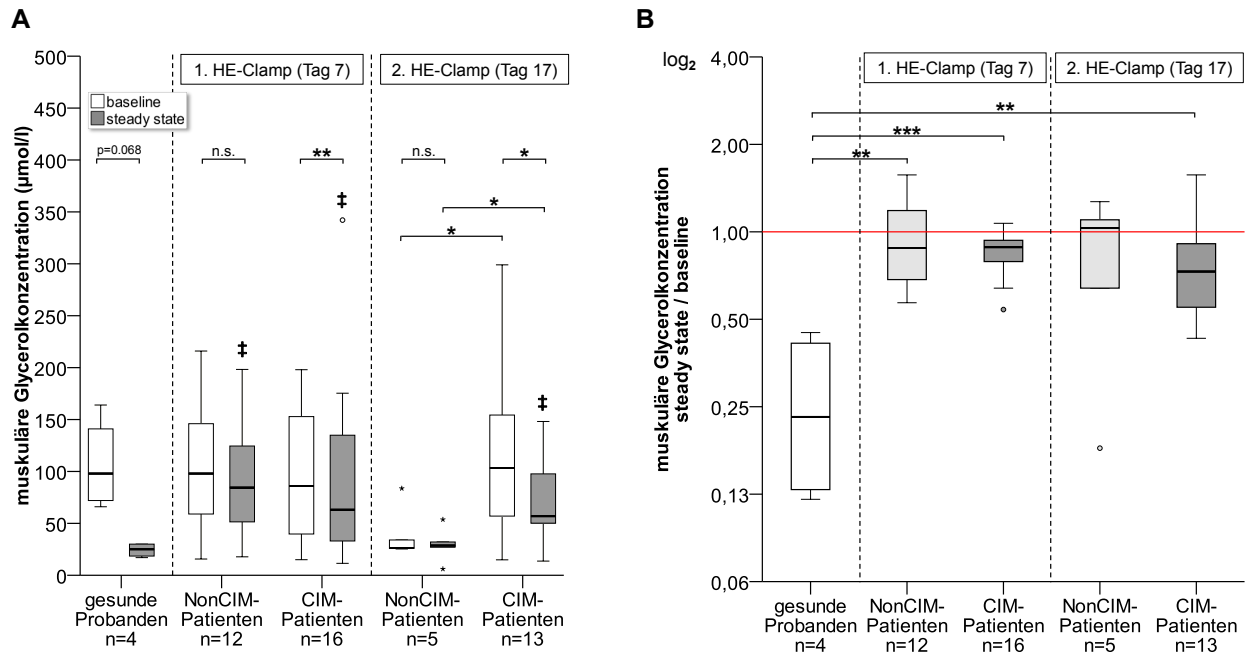 A
muskuläre Glycerolkonzentration (µmol/l)
500
450
400
350
300
250
200
150
100
50
0
1. HE-Clamp (Tag 7)
2. HE-Clamp (Tag 17)
baseline
steady state
p=0.068
n.s.
**
n.s.
*
*
*
‡
‡
‡
gesunde
Probanden
n=4
NonCIM-
Patienten
n=12
CIM-
Patienten
n=16
NonCIM-
Patienten
n=5
CIM-
Patienten
n=13
B
log₂
muskuläre Glycerolkonzentration
steady state / baseline
4,00
2,00
1,00
0,50
0,25
0,13
0,06
1. HE-Clamp (Tag 7)
2. HE-Clamp (Tag 17)
**
***
**
gesunde
Probanden
n=4
NonCIM-
Patienten
n=12
CIM-
Patienten
n=16
NonCIM-
Patienten
n=5
CIM-
Patienten
n=13